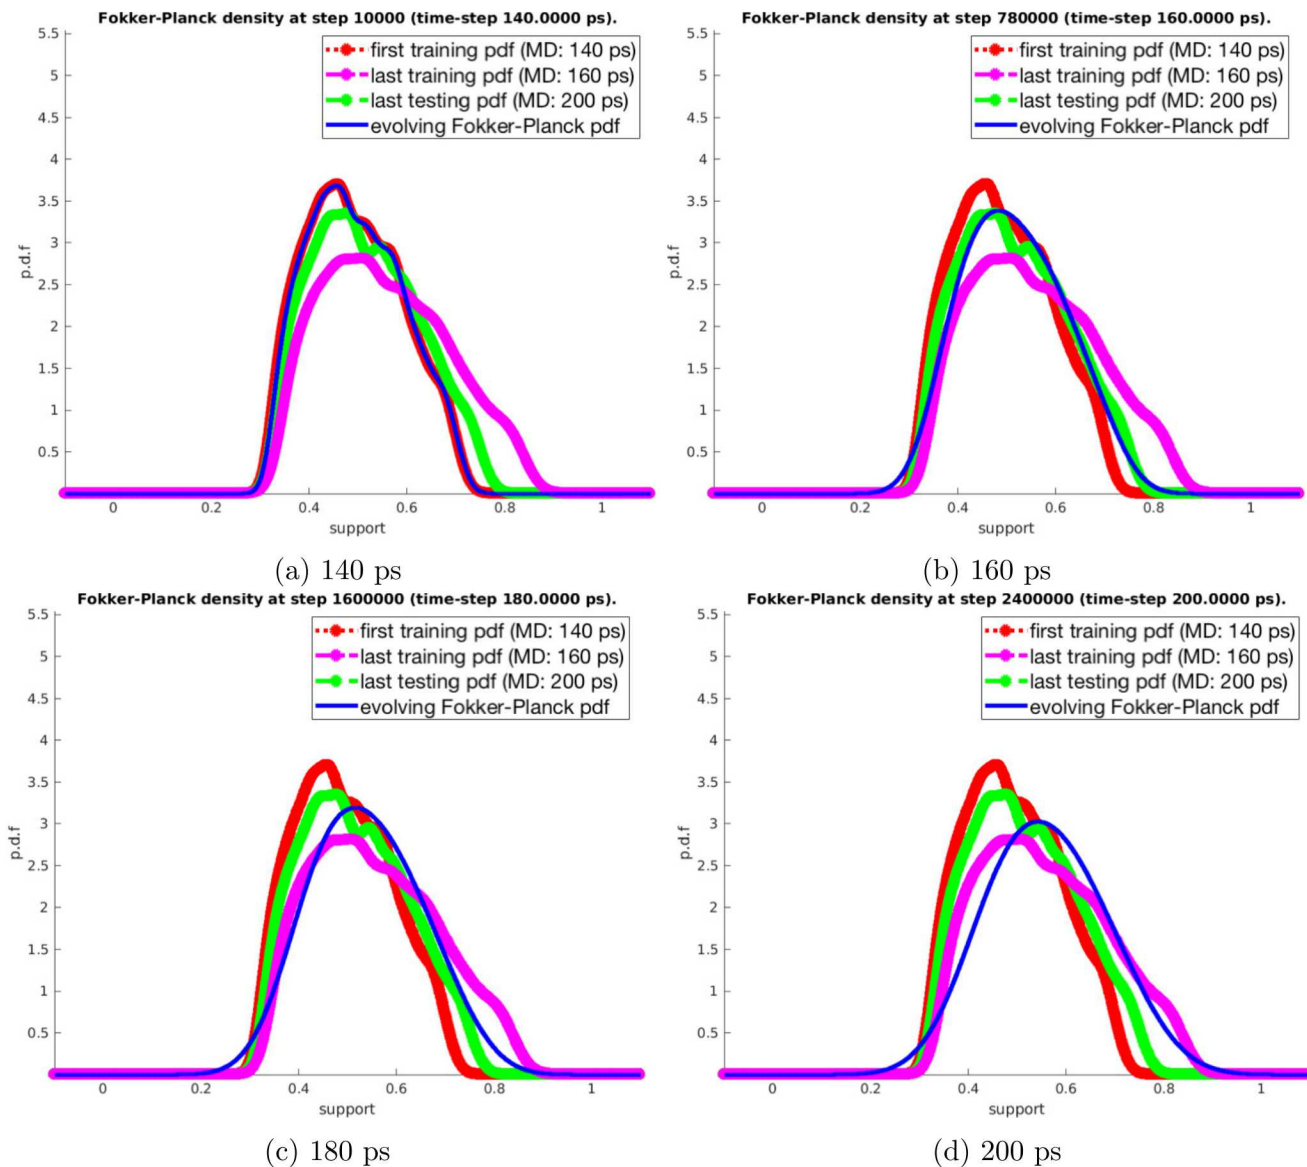 Fokker-Planck density at step 10000 (time-step 140.0000 ps).
5.5
5
4.5
4
3.5
3
2.5
2
1.5
1
0.5
p.d.f
first training pdf (MD: 140 ps)
last training pdf (MD: 160 ps)
last testing pdf (MD: 200 ps)
evolving Fokker-Planck pdf
0 0.2 0.4 0.6 0.8 1
support
(a) 140 ps
Fokker-Planck density at step 780000 (time-step 160.0000 ps).
5.5
5
4.5
4
3.5
3
2.5
2
1.5
1
0.5
p.d.f
first training pdf (MD: 140 ps)
last training pdf (MD: 160 ps)
last testing pdf (MD: 200 ps)
evolving Fokker-Planck pdf
0 0.2 0.4 0.6 0.8 1
support
(b) 160 ps
Fokker-Planck density at step 1600000 (time-step 180.0000 ps).
5.5
5
4.5
4
3.5
3
2.5
2
1.5
1
0.5
p.d.f
first training pdf (MD: 140 ps)
last training pdf (MD: 160 ps)
last testing pdf (MD: 200 ps)
evolving Fokker-Planck pdf
0 0.2 0.4 0.6 0.8 1
support
(c) 180 ps
Fokker-Planck density at step 2400000 (time-step 200.0000 ps).
5.5
5
4.5
4
3.5
3
2.5
2
1.5
1
0.5
p.d.f
first training pdf (MD: 140 ps)
last training pdf (MD: 160 ps)
last testing pdf (MD: 200 ps)
evolving Fokker-Planck pdf
0 0.2 0.4 0.6 0.8 1
support
(d) 200 ps